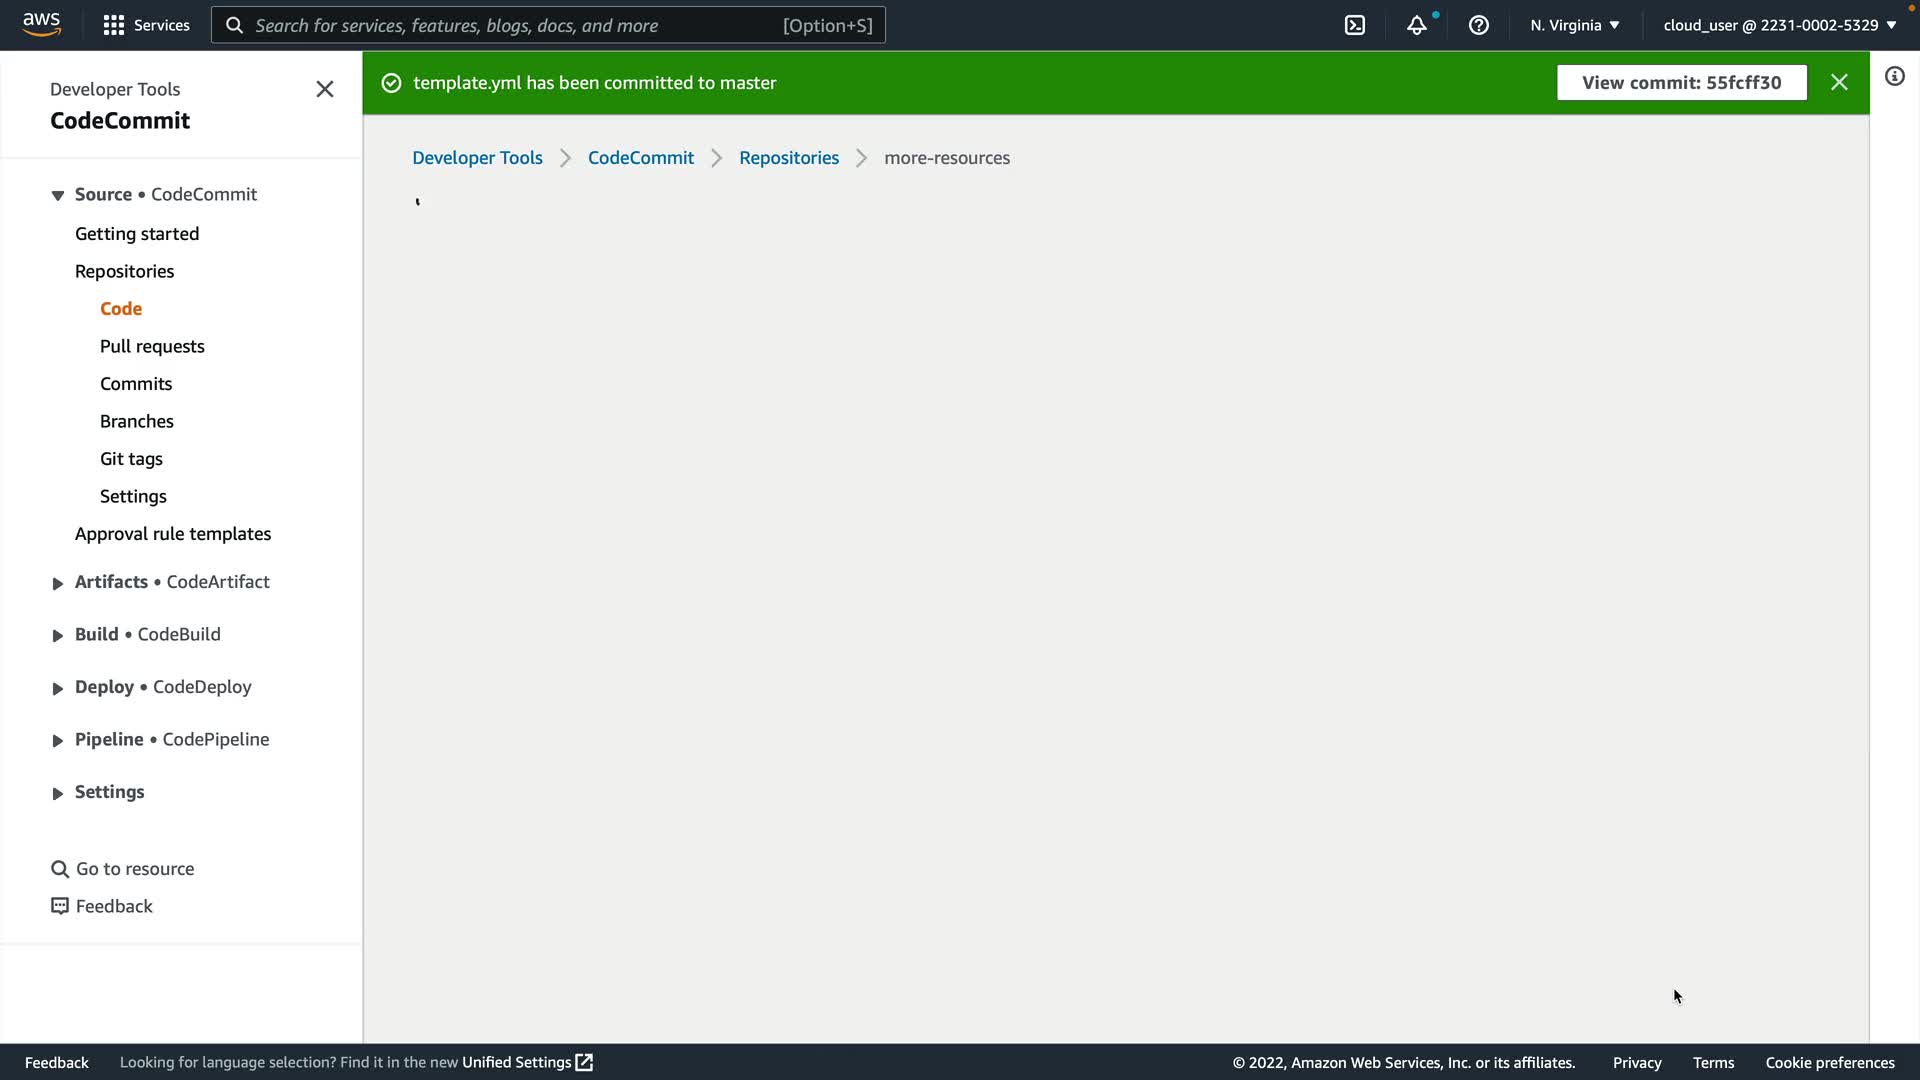 aws
Services
Search for services, features, blogs, docs, and more
[Option+S]
N. Virginia
cloud_user @ 2231-0002-5329
Developer Tools
CodeCommit
template.yml has been committed to master
View commit: 55fcff30
Developer Tools
CodeCommit
Repositories
more-resources
Source • CodeCommit
Getting started
Repositories
Code
Pull requests
Commits
Branches
Git tags
Settings
Approval rule templates
Artifacts • CodeArtifact
Build • CodeBuild
Deploy • CodeDeploy
Pipeline • CodePipeline
Settings
Go to resource
Feedback
Feedback
Looking for language selection? Find it in the new Unified Settings
© 2022, Amazon Web Services, Inc. or its affiliates.
Privacy
Terms
Cookie preferences